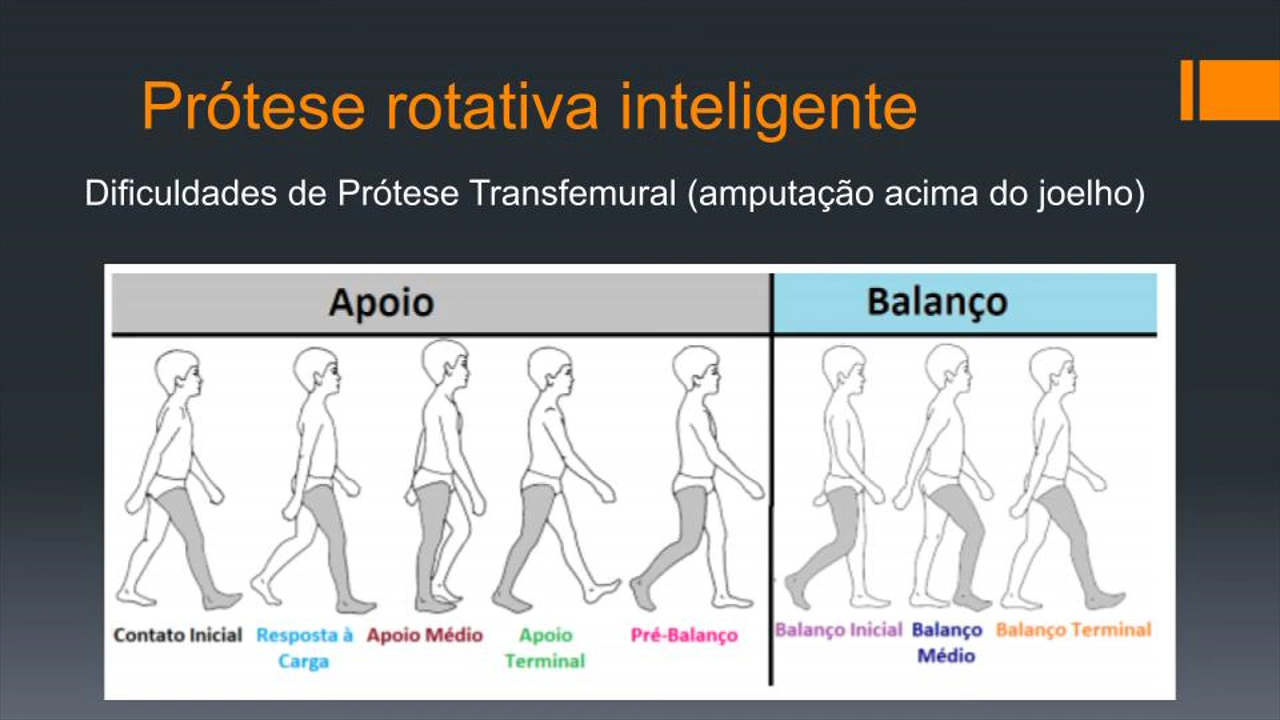 Prótese rotativa inteligente
Dificuldades de Prótese Transfemural (amputação acima do joelho)
Apoio
Balanço
Contato Inicial
Resposta à
Carga
Apoio Médio
Apoio
Terminal
Pré-Balanço
Balanço Inicial
Balanço
Médio
Balanço Terminal